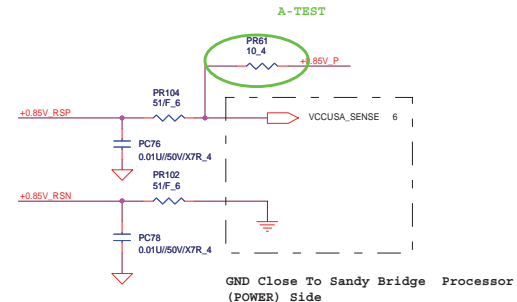 A-TEST
PR61
10_4
+0.85V_P
PR104
51/F_6
+0.85V_RSP
VCCUSA_SENSE 6
PC76
0.01U//50V/X7R_4
PR102
51/F_6
+0.85V_RSN
PC78
0.01U//50V/X7R_4
GND Close To Sandy Bridge Processor
(POWER) Side